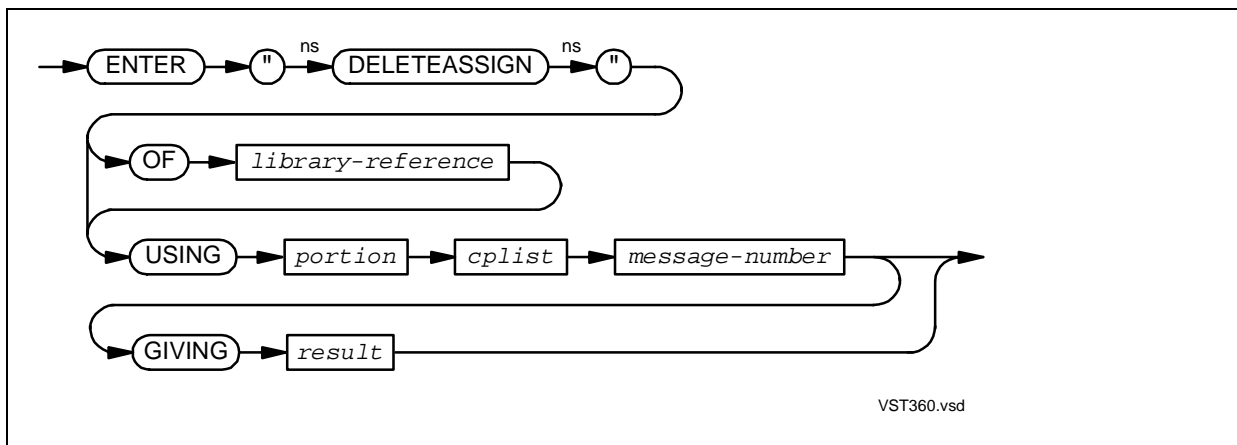 ns ns
ENTER " DELETEASSIGN "
OF library-reference
USING portion cplist message-number
GIVING result
VST360.vsd